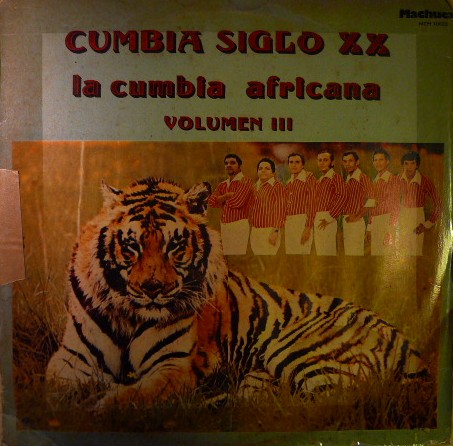 Machuca
CUMBIA SIGLO XX
la cumbia africana
VOLUMEN III